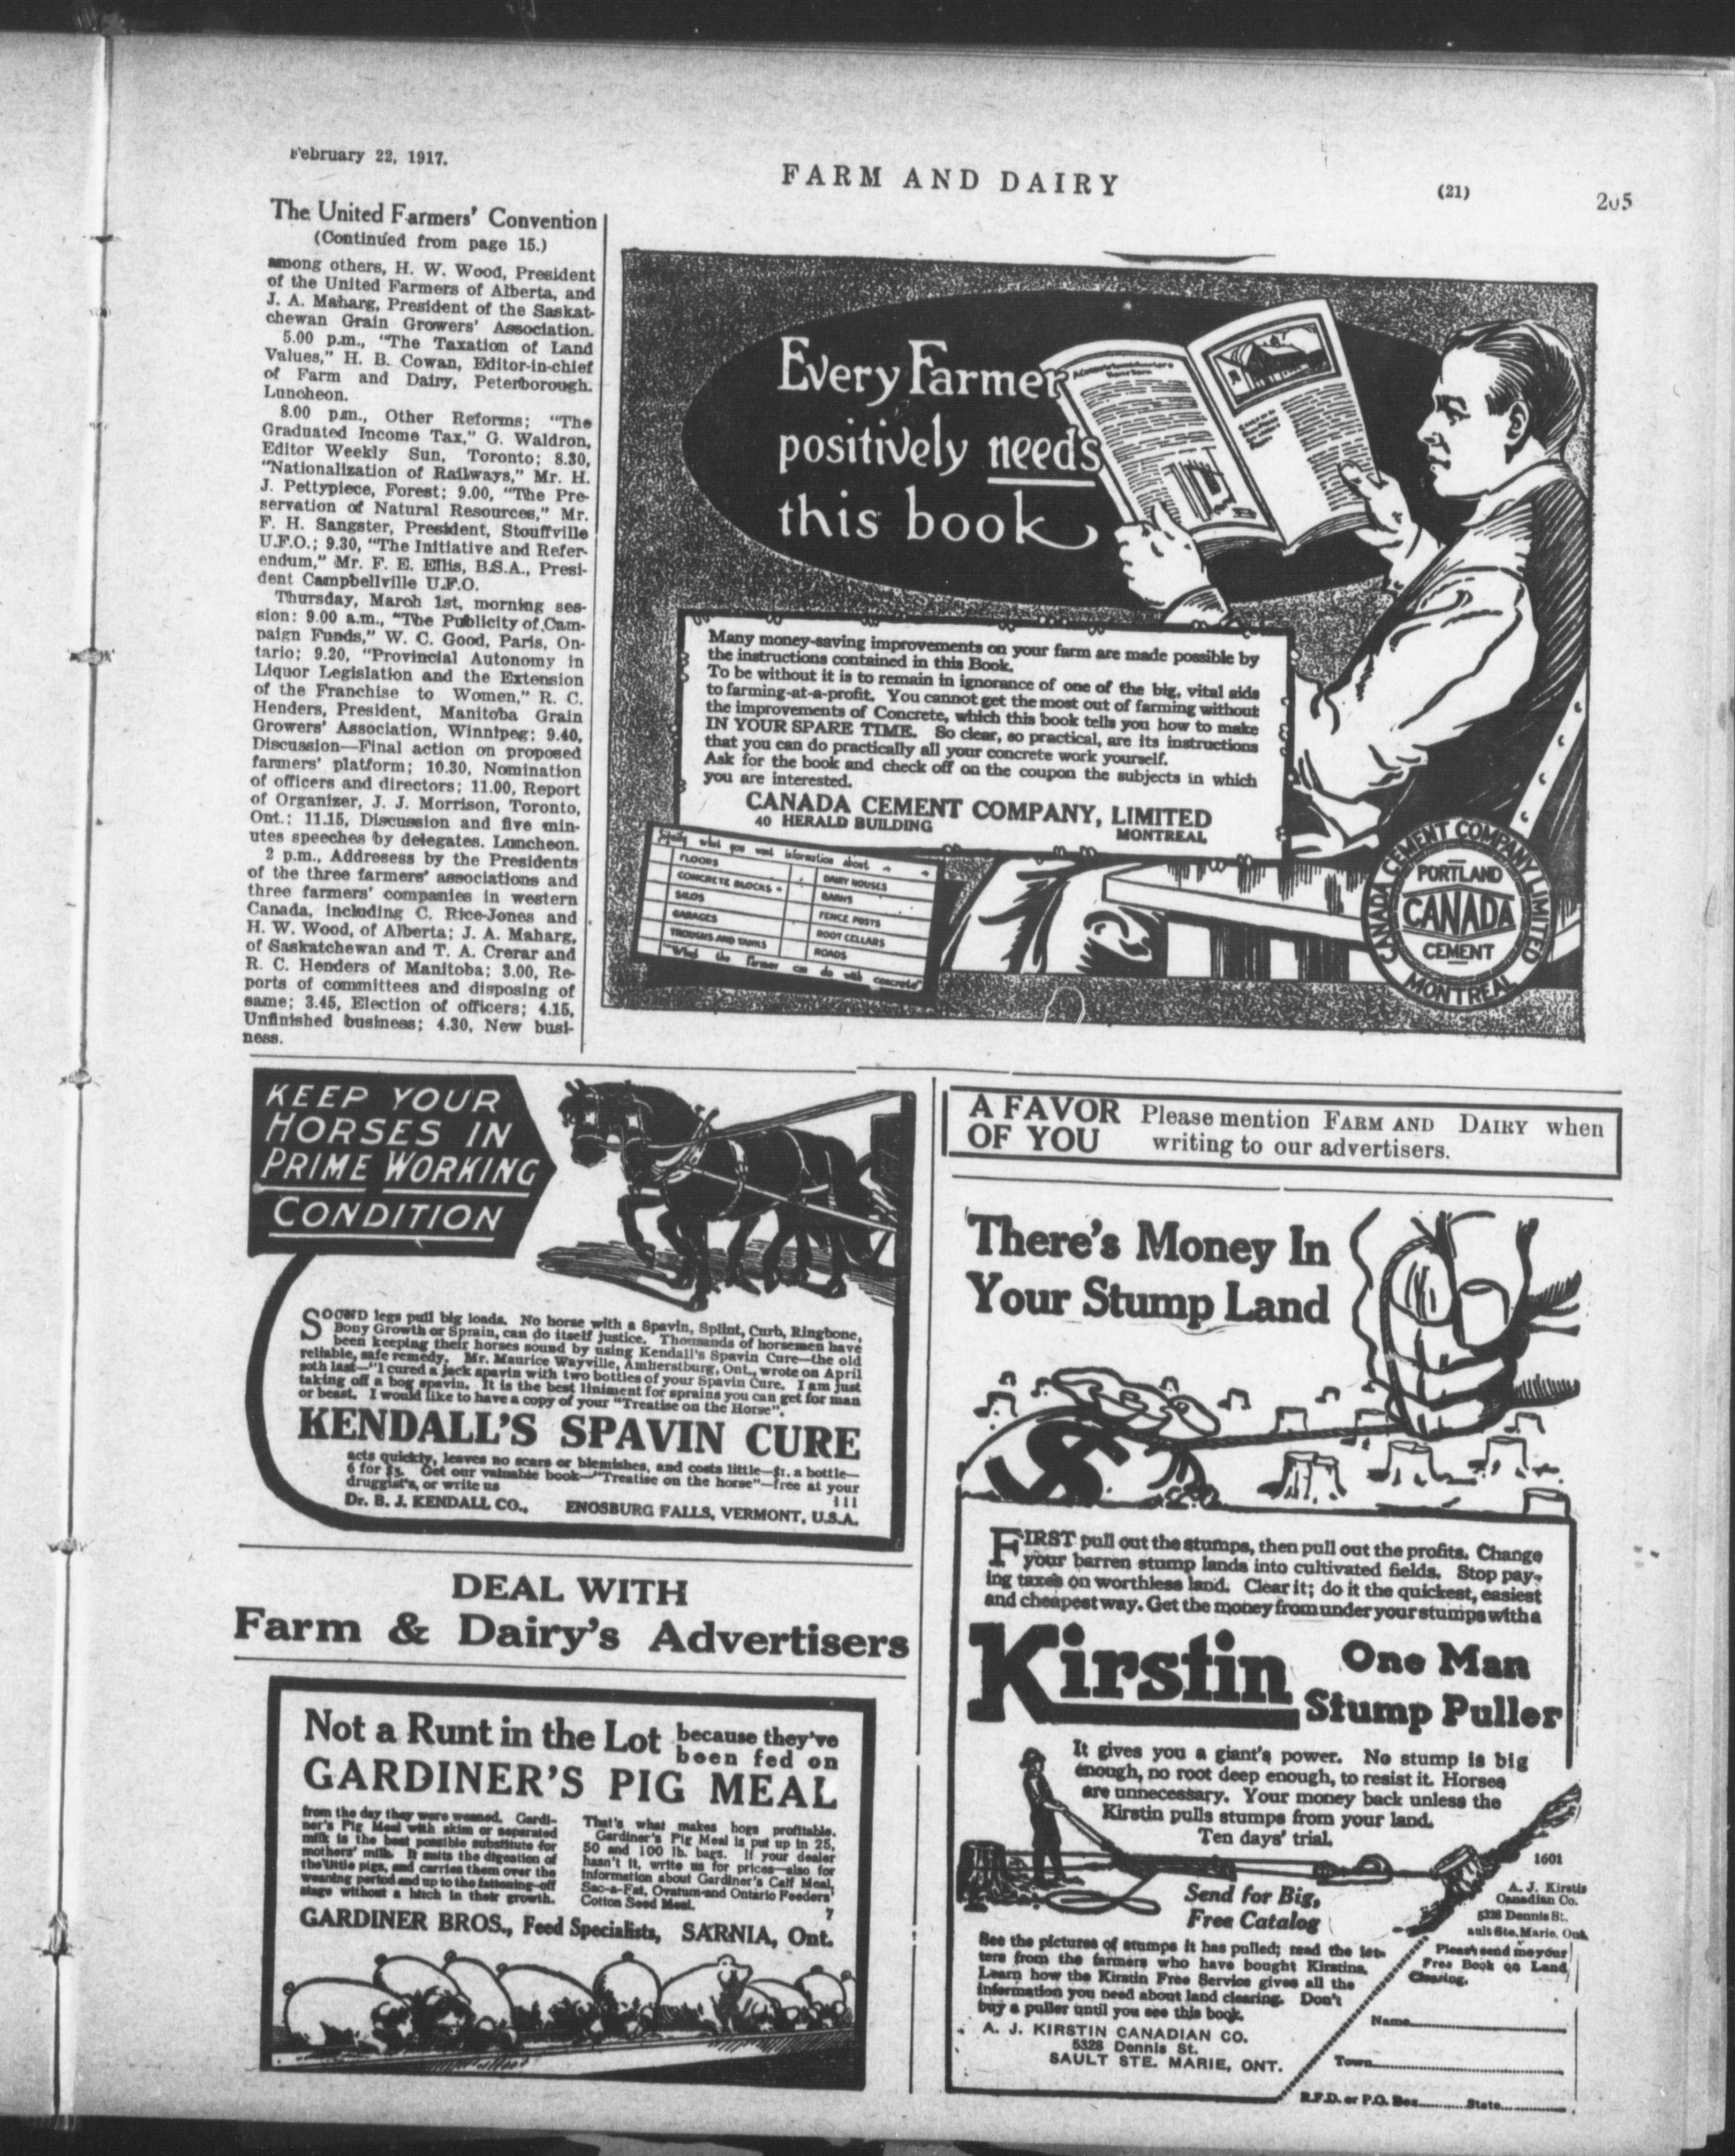 February 22, 1917.
FARM AND DAIRY
(21)
205
The United Farmers' Convention
(Continued from page 15.)
among others, H. W. Wood, President
of the United Farmers of Alberta, and
J. A. Maharg, President of the Saskat-
chewan Grain Growers' Association.
5.00 p.m., "The Taxation of Land
Values," H. B. Cowan, Editor-in-chief
of Farm and Dairy, Peterborough.
Luncheon.
8.00 p.m., Other Reforms; "The
Graduated Income Tax," G. Waldron,
Editor Weekly Sun, Toronto; 8.30,
"Nationalization of Railways," Mr. H.
J. Pettypiece, Forest; 9.00, "The Pre-
servation of Natural Resources," Mr.
F. H. Sangster, President, Stouffville
U.F.O.; 9.30, "The Initiative and Refer-
endum," Mr. F. E. Ellis, B.S.A., Presi-
dent Campbellville U.F.O.
Thursday, March 1st, morning ses-
sion: 9.00 a.m., "The Publicity of Cam-
paign Funds," W. C. Good, Paris, On-
tario; 9.20, "Provincial Autonomy in
Liquor Legislation and the Extension
of the Franchise to Women," R. C.
Henders, President, Manitoba Grain
Growers' Association, Winnipeg; 9.40,
Discussion—Final action on proposed
farmers' platform; 10.30, Nomination
of officers and directors; 11.00, Report
of Organizer, J. J. Morrison, Toronto,
Ont.; 11.15, Discussion and five min-
utes speeches by delegates. Luncheon.
2 p.m., Addresess by the Presidents
of the three farmers' associations and
three farmers' companies in western
Canada, including C. Rice-Jones and
H. W. Wood, of Alberta; J. A. Maharg,
of Saskatchewan and T. A. Crerar and
R. C. Henders of Manitoba; 3.00, Re-
ports of committees and disposing of
same; 3.45, Election of officers; 4.15,
Unfinished business; 4.30, New busi-
ness.
Every Farmer
positively needs
this book
Many money-saving improvements on your farm are made possible by
the instructions contained in this Book.
To be without it is to remain in ignorance of one of the big, vital aids
to farming-at-a-profit. You cannot get the most out of farming without
the improvements of Concrete, which this book tells you how to make
IN YOUR SPARE TIME. So clear, so practical, are its instructions
that you can do practically all your concrete work yourself.
Ask for the book and check off on the coupon the subjects in which
you are interested.
CANADA CEMENT COMPANY, LIMITED
40 HERALD BUILDING
MONTREAL
Signify what you want information about
FLOORS
DAIRY HOUSES
CONCRETE BLOCKS
BARNS
SILOS
FENCE POSTS
GARAGES
ROOT CELLARS
TROUGHS AND TANKS
ROADS
"What the Farmer can do with concrete"
CANADA CEMENT COMPANY LIMITED
PORTLAND
CANADA
CEMENT
MONTREAL
KEEP YOUR
HORSES IN
PRIME WORKING
CONDITION
SOUND legs pull big loads. No horse with a Spavin, Splint, Curb, Ringbone,
Bony Growth or Sprain, can do itself justice. Thousands of horsemen have
been keeping their horses sound by using Kendall's Spavin Cure—the old
reliable, safe remedy. Mr. Maurice Wayville, Amherstburg, Ont., wrote on April
30th last—"I cured a jack spavin with two bottles of your Spavin Cure. I am just
taking off a bog spavin. It is the best liniment for sprains you can get for man
or beast. I would like to have a copy of your "Treatise on the Horse".
KENDALL'S SPAVIN CURE
acts quickly, leaves no scars or blemishes, and costs little—$1. a bottle—
6 for $5. Get our valuable book—"Treatise on the horse"—free at your
druggist's, or write us
111
Dr. B. J. KENDALL CO., ENOSBURG FALLS, VERMONT, U.S.A.
DEAL WITH
Farm & Dairy's Advertisers
Not a Runt in the Lot because they've
been fed on
GARDINER'S PIG MEAL
from the day they were weaned. Gardi-
ner's Pig Meal with skim or separated
milk is the best possible substitute for
mothers' milk. It suits the digestion of
the little pigs, and carries them over the
weaning period and up to the fattening-off
stage without a hitch in their growth.
That's what makes hogs profitable.
Gardiner's Pig Meal is put up in 25,
50 and 100 lb. bags. If your dealer
hasn't it, write us for prices—also for
information about Gardiner's Calf Meal,
Sac-a-Fat, Ovatum and Ontario Feeders'
Cotton Seed Meal.
7
GARDINER BROS., Feed Specialists, SARNIA, Ont.
A FAVOR
OF YOU
Please mention FARM AND DAIRY when
writing to our advertisers.
There's Money In
Your Stump Land
$
FIRST pull out the stumps, then pull out the profits. Change
your barren stump lands into cultivated fields. Stop pay-
ing taxes on worthless land. Clear it; do it the quickest, easiest
and cheapest way. Get the money from under your stumps with a
Kirstin One Man
Stump Puller
It gives you a giant's power. No stump is big
enough, no root deep enough, to resist it. Horses
are unnecessary. Your money back unless the
Kirstin pulls stumps from your land.
Ten days' trial.
Send for Big,
Free Catalog
See the pictures of stumps it has pulled; read the let-
ters from the farmers who have bought Kirstins.
Learn how the Kirstin Free Service gives all the
information you need about land clearing. Don't
buy a puller until you see this book.
A. J. KIRSTIN CANADIAN CO.
5328 Dennis St.
SAULT STE. MARIE, ONT.
1601
A. J. Kirstin
Canadian Co.
5328 Dennis St.
ault Ste. Marie, Ont.
Please send me your
Free Book on Land
Clearing.
Name
Town
R.F.D. or P.O. Box State